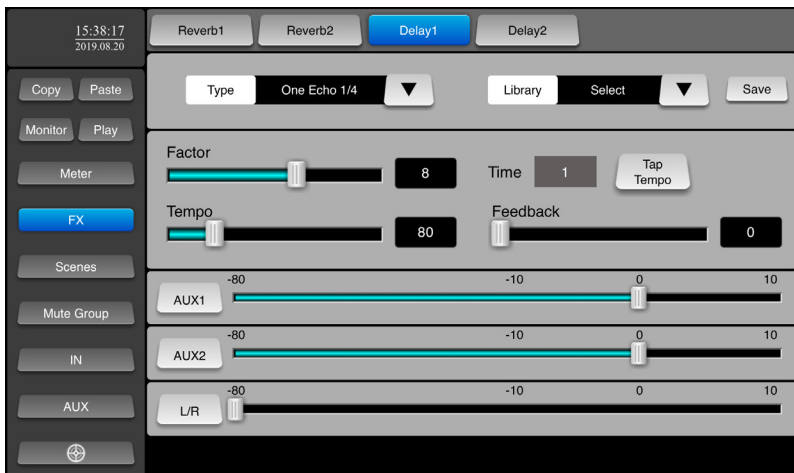 15:38:17
2019.08.20
Reverb1 Reverb2 Delay1 Delay2
Copy Paste
Monitor Play
Meter
FX
Scenes
Mute Group
IN
AUX
Type One Echo 1/4 Library Select Save
Factor
8 Time 1 Tap
Tempo
Tempo
80 Feedback
0
-80 -10 0 10
AUX1
-80 -10 0 10
AUX2
-80 -10 0 10
L/R